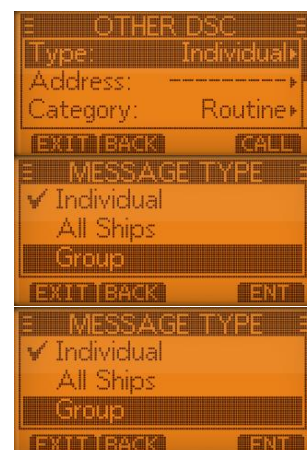 OTHER DSC
Type: Individual
Address: ----------
Category: Routine
EXIT BACK CALL
MESSAGE TYPE
✔ Individual
All Ships
Group
EXIT BACK ENT
MESSAGE TYPE
✔ Individual
All Ships
Group
EXIT BACK ENT